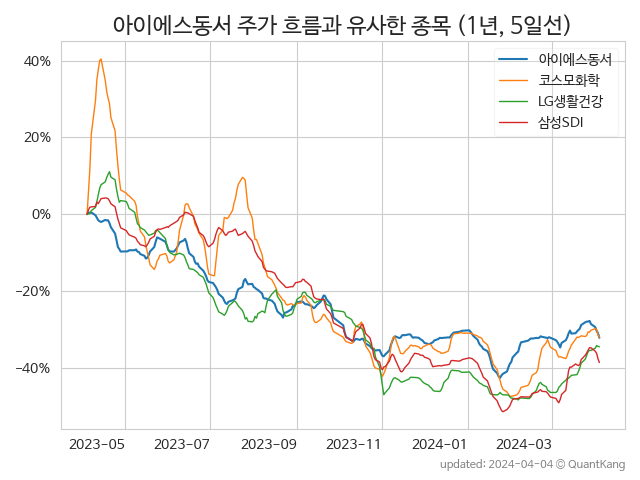 아이에스동서 주가 흐름과 유사한 종목 (1년, 5일선)
아이에스동서
코스모화학
LG생활건강
삼성SDI
40%
20%
0%
−20%
−40%
2023−05
2023−07
2023−09
2023−11
2024−01
2024−03
updated: 2024-04-04 © QuantKang